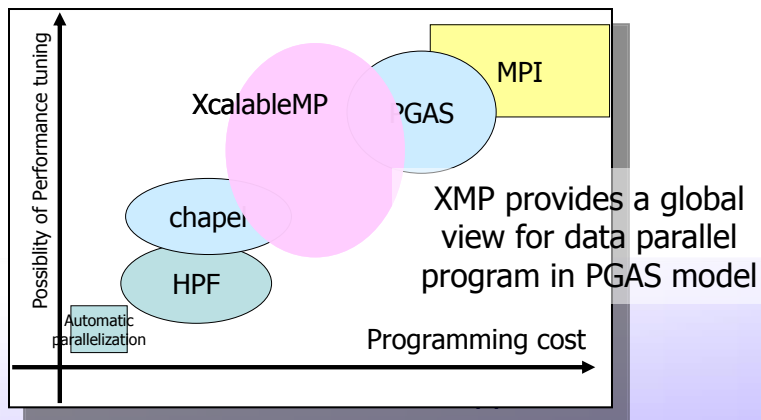 Possiblity of Performance tuning
MPI
XcalableMP
PGAS
chapel
HPF
XMP provides a global
view for data parallel
program in PGAS model
Automatic
parallelization
Programming cost